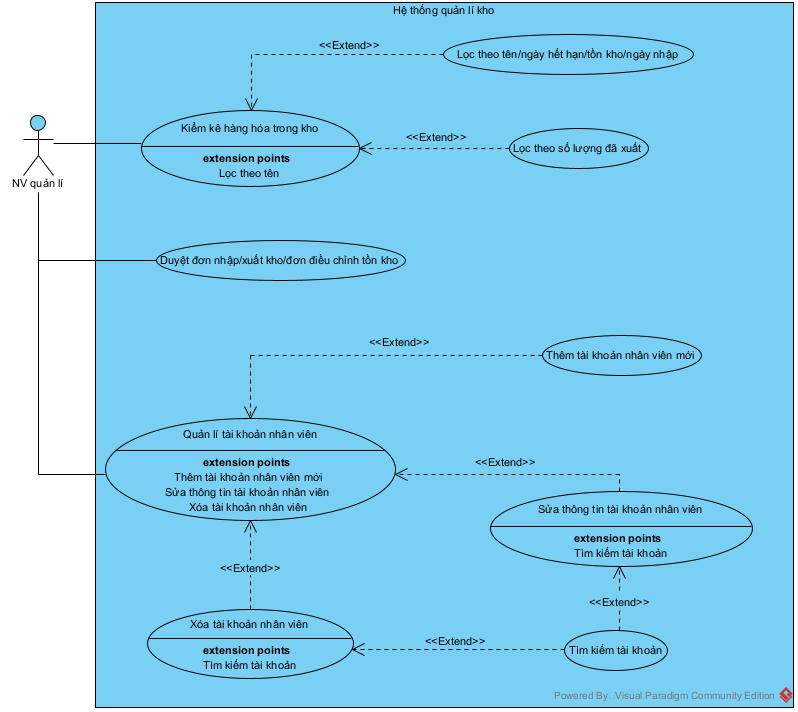 Hệ thống quản lí kho
<<Extend>>
Lọc theo tên/ngày hết hạn/tồn kho/ngày nhập
Kiểm kê hàng hóa trong kho
extension points
Lọc theo tên
<<Extend>>
Lọc theo số lượng đã xuất
NV quản lí
Duyệt đơn nhập/xuất kho/đơn điều chỉnh tồn kho
<<Extend>>
Thêm tài khoản nhân viên mới
Quản lí tài khoản nhân viên
extension points
Thêm tài khoản nhân viên mới
Sửa thông tin tài khoản nhân viên
Xóa tài khoản nhân viên
<<Extend>>
Sửa thông tin tài khoản nhân viên
extension points
Tìm kiếm tài khoản
<<Extend>>
<<Extend>>
Xóa tài khoản nhân viên
extension points
Tìm kiếm tài khoản
<<Extend>>
Tìm kiếm tài khoản
Powered By: Visual Paradigm Community Edition